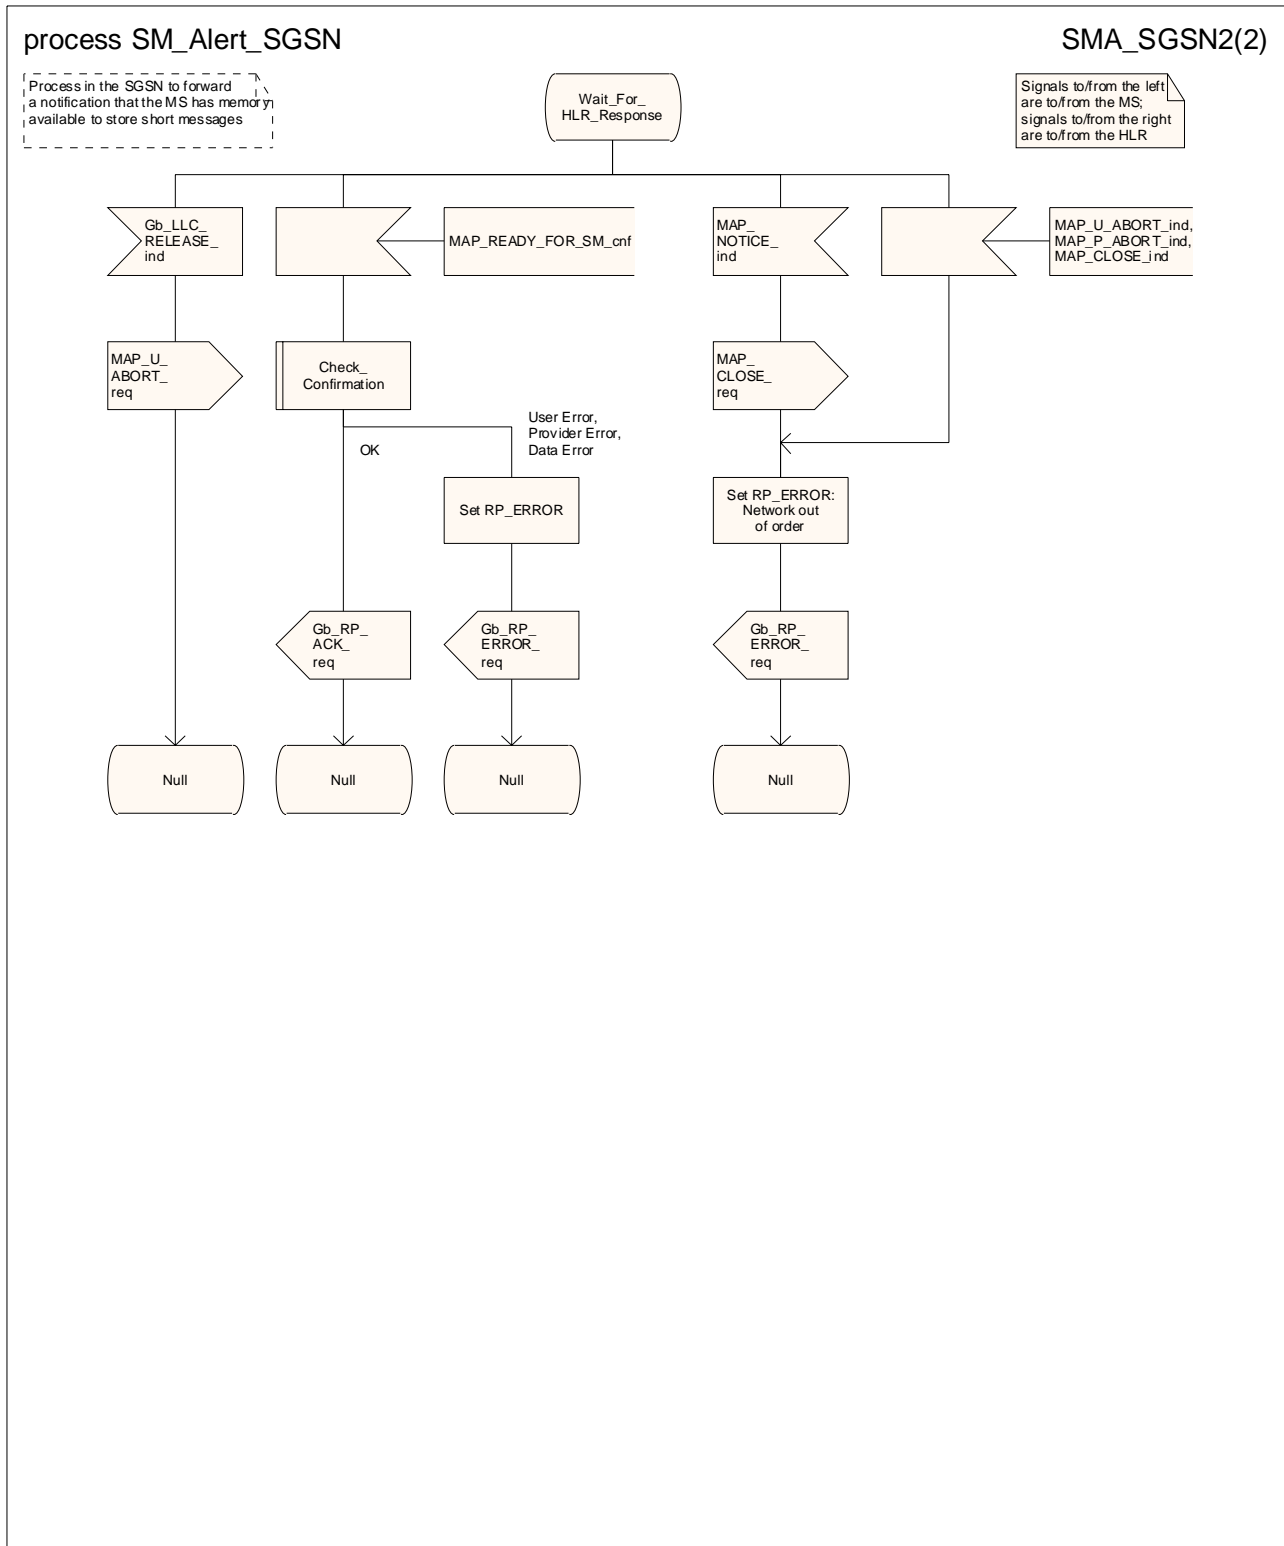 process SM_Alert_SGSN
SMA_SGSN2(2)
Process in the SGSN to forward
a notification that the MS has memory
available to store short messages
Wait_For_
HLR_Response
Signals to/from the left
are to/from the MS;
signals to/from the right
are to/from the HLR
Gb_LLC_
RELEASE_
ind
MAP_READY_FOR_SM_cnf
MAP_
NOTICE_
ind
MAP_U_ABORT_ind,
MAP_P_ABORT_ind,
MAP_CLOSE_ind
MAP_U_
ABORT_
req
Check_
Confirmation
MAP_
CLOSE_
req
User Error,
Provider Error,
Data Error
OK
Set RP_ERROR
Set RP_ERROR:
Network out
of order
Gb_RP_
ACK_
req
Gb_RP_
ERROR_
req
Gb_RP_
ERROR_
req
Null
Null
Null
Null